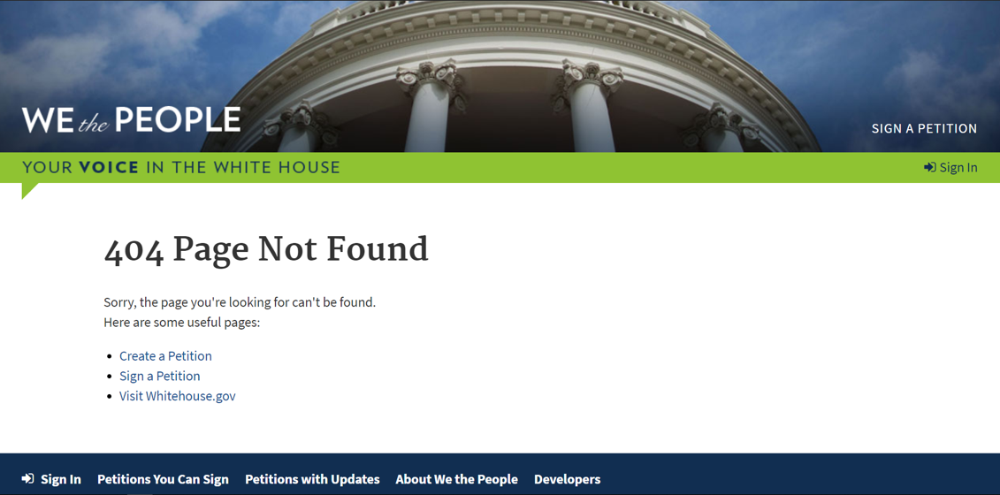 WE the PEOPLE
SIGN A PETITION
YOUR VOICE IN THE WHITE HOUSE
Sign In
404 Page Not Found
Sorry, the page you're looking for can't be found.
Here are some useful pages:
Create a Petition
Sign a Petition
Visit Whitehouse.gov
Sign In Petitions You Can Sign Petitions with Updates About We the People Developers